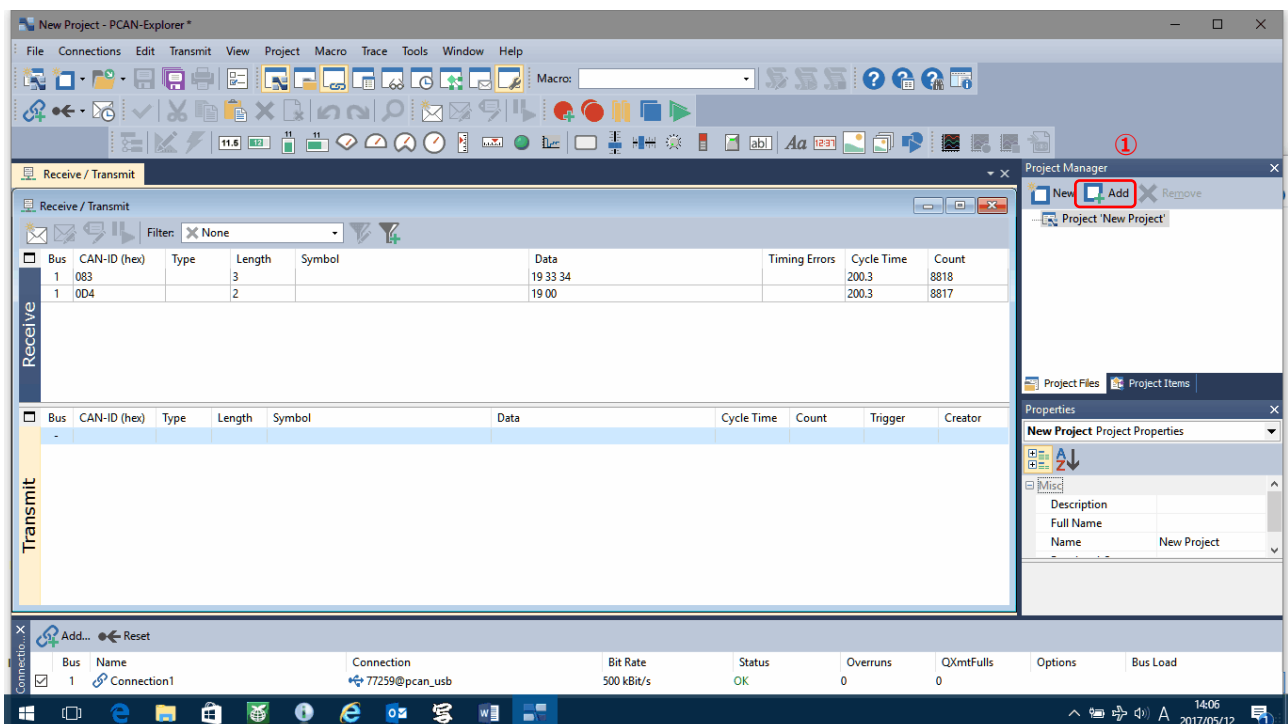 New Project - PCAN-Explorer *
File Connections Edit Transmit View Project Macro Trace Tools Window Help
Macro:
11.5 11 11 abl Aa
①
Receive / Transmit
Project Manager
New Add Remove
Project 'New Project'
Receive / Transmit
Filter: None
Bus CAN-ID (hex) Type Length Symbol Data Timing Errors Cycle Time Count
1 083 3 19 33 34 200.3 8818
1 0D4 2 19 00 200.3 8817
Receive
Project Files Project Items
Bus CAN-ID (hex) Type Length Symbol Data Cycle Time Count Trigger Creator
-
Transmit
Properties
New Project Project Properties
Misc
Description
Full Name
Name New Project
Connectio...
Add... Reset
Bus Name Connection Bit Rate Status Overruns QXmtFulls Options Bus Load
1 Connection1 77259@pcan_usb 500 kBit/s OK 0 0
A 14:06
2017/05/12